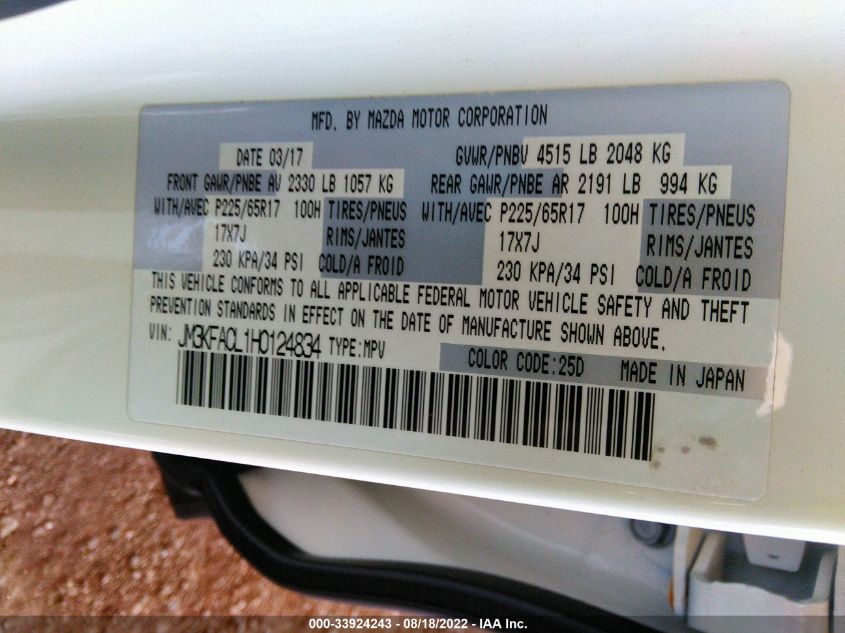 MFD. BY MAZDA MOTOR CORPORATION
DATE 03/17 GVWR/PNBV 4515 LB 2048 KG
FRONT GAWR/PNBE AV 2330 LB 1057 KG REAR GAWR/PNBE AR 2191 LB 994 KG
WITH/AVEC P225/65R17 100H TIRES/PNEUS WITH/AVEC P225/65R17 100H TIRES/PNEUS
17X7J RIMS/JANTES 17X7J RIMS/JANTES
230 KPA/34 PSI COLD/A FROID 230 KPA/34 PSI COLD/A FROID
THIS VEHICLE CONFORMS TO ALL APPLICABLE FEDERAL MOTOR VEHICLE SAFETY AND THEFT
PREVENTION STANDARDS IN EFFECT ON THE DATE OF MANUFACTURE SHOWN ABOVE.
VIN: JM3KFACL1H0124834 TYPE:MPV
COLOR CODE:25D MADE IN JAPAN
000-33924243 - 08/18/2022 - IAA Inc.